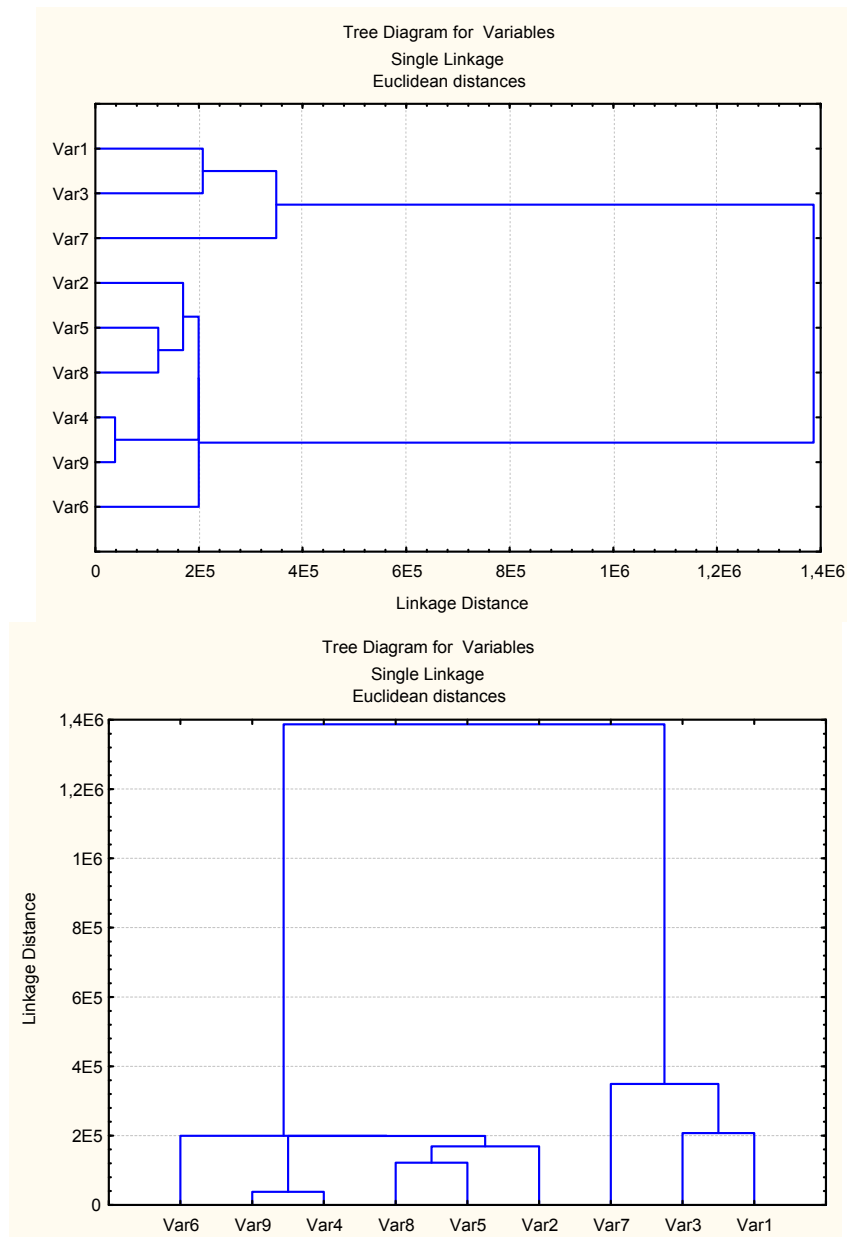 Tree Diagram for  Variables
Single Linkage
Euclidean distances
Var1
Var3
Var7
Var2
Var5
Var8
Var4
Var9
Var6
0 2E5 4E5 6E5 8E5 1E6 1,2E6 1,4E6
Linkage Distance
Tree Diagram for  Variables
Single Linkage
Euclidean distances
1,4E6
1,2E6
1E6
8E5
6E5
4E5
2E5
0
Linkage Distance
Var6 Var9 Var4 Var8 Var5 Var2 Var7 Var3 Var1